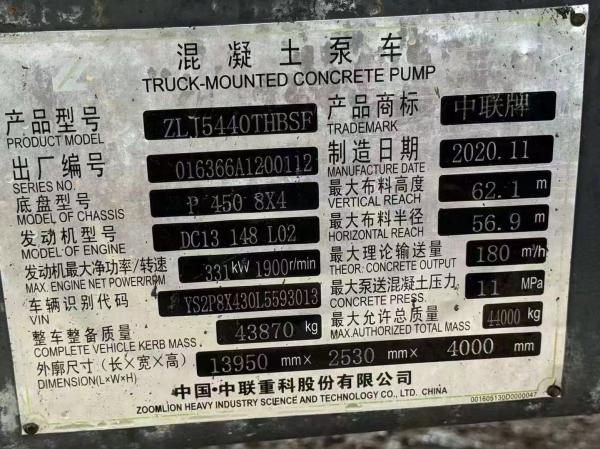 混凝土泵车
TRUCK-MOUNTED CONCRETE PUMP
产品型号 ZLJ5440THBSF 产品商标 中联牌
PRODUCT MODEL TRADEMARK
出厂编号 016366A1200112 制造日期 2020.11
SERIES NO. MANUFACTURE DATE
底盘型号 P 450 8X4 最大布料高度 62.1 m
MODEL OF CHASSIS VERTICAL REACH
发动机型号 DC13 148 L02 最大布料半径 56.9 m
MODEL OF ENGINE HORIZONTAL REACH
发动机最大净功率/转速 331kW 1900r/min 最大理论输送量 180 m³/h
MAX. ENGINE NET POWER/RPM THEOR. CONCRETE OUTPUT
车辆识别代码 YS2P8X430L5593013 最大泵送混凝土压力 11 MPa
VIN CONCRETE PRESS.
整车整备质量 43870 kg 最大允许总质量 44000 kg
COMPLETE VEHICLE KERB MASS MAX.AUTHORIZED TOTAL MASS
外廓尺寸(长×宽×高) 13950 mm× 2530 mm× 4000 mm
DIMENSION(L×W×H)
中国·中联重科股份有限公司
ZOOMLION HEAVY INDUSTRY SCIENCE AND TECHNOLOGY CO., LTD. CHINA
001605130D0000047